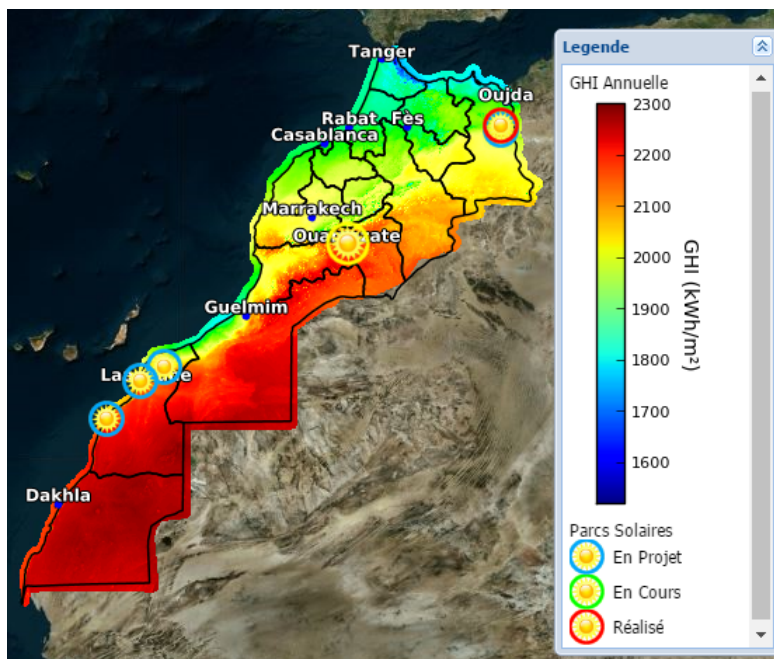 Tanger
Oujda
Rabat Fès
Casablanca
Marrakech
Guelmim
Dakhla
Legende
GHI Annuelle
2300
2200
2100
2000
1900
1800
1700
1600
GHI (kWh/m²)
Parcs Solaires
En Projet
En Cours
Réalisé